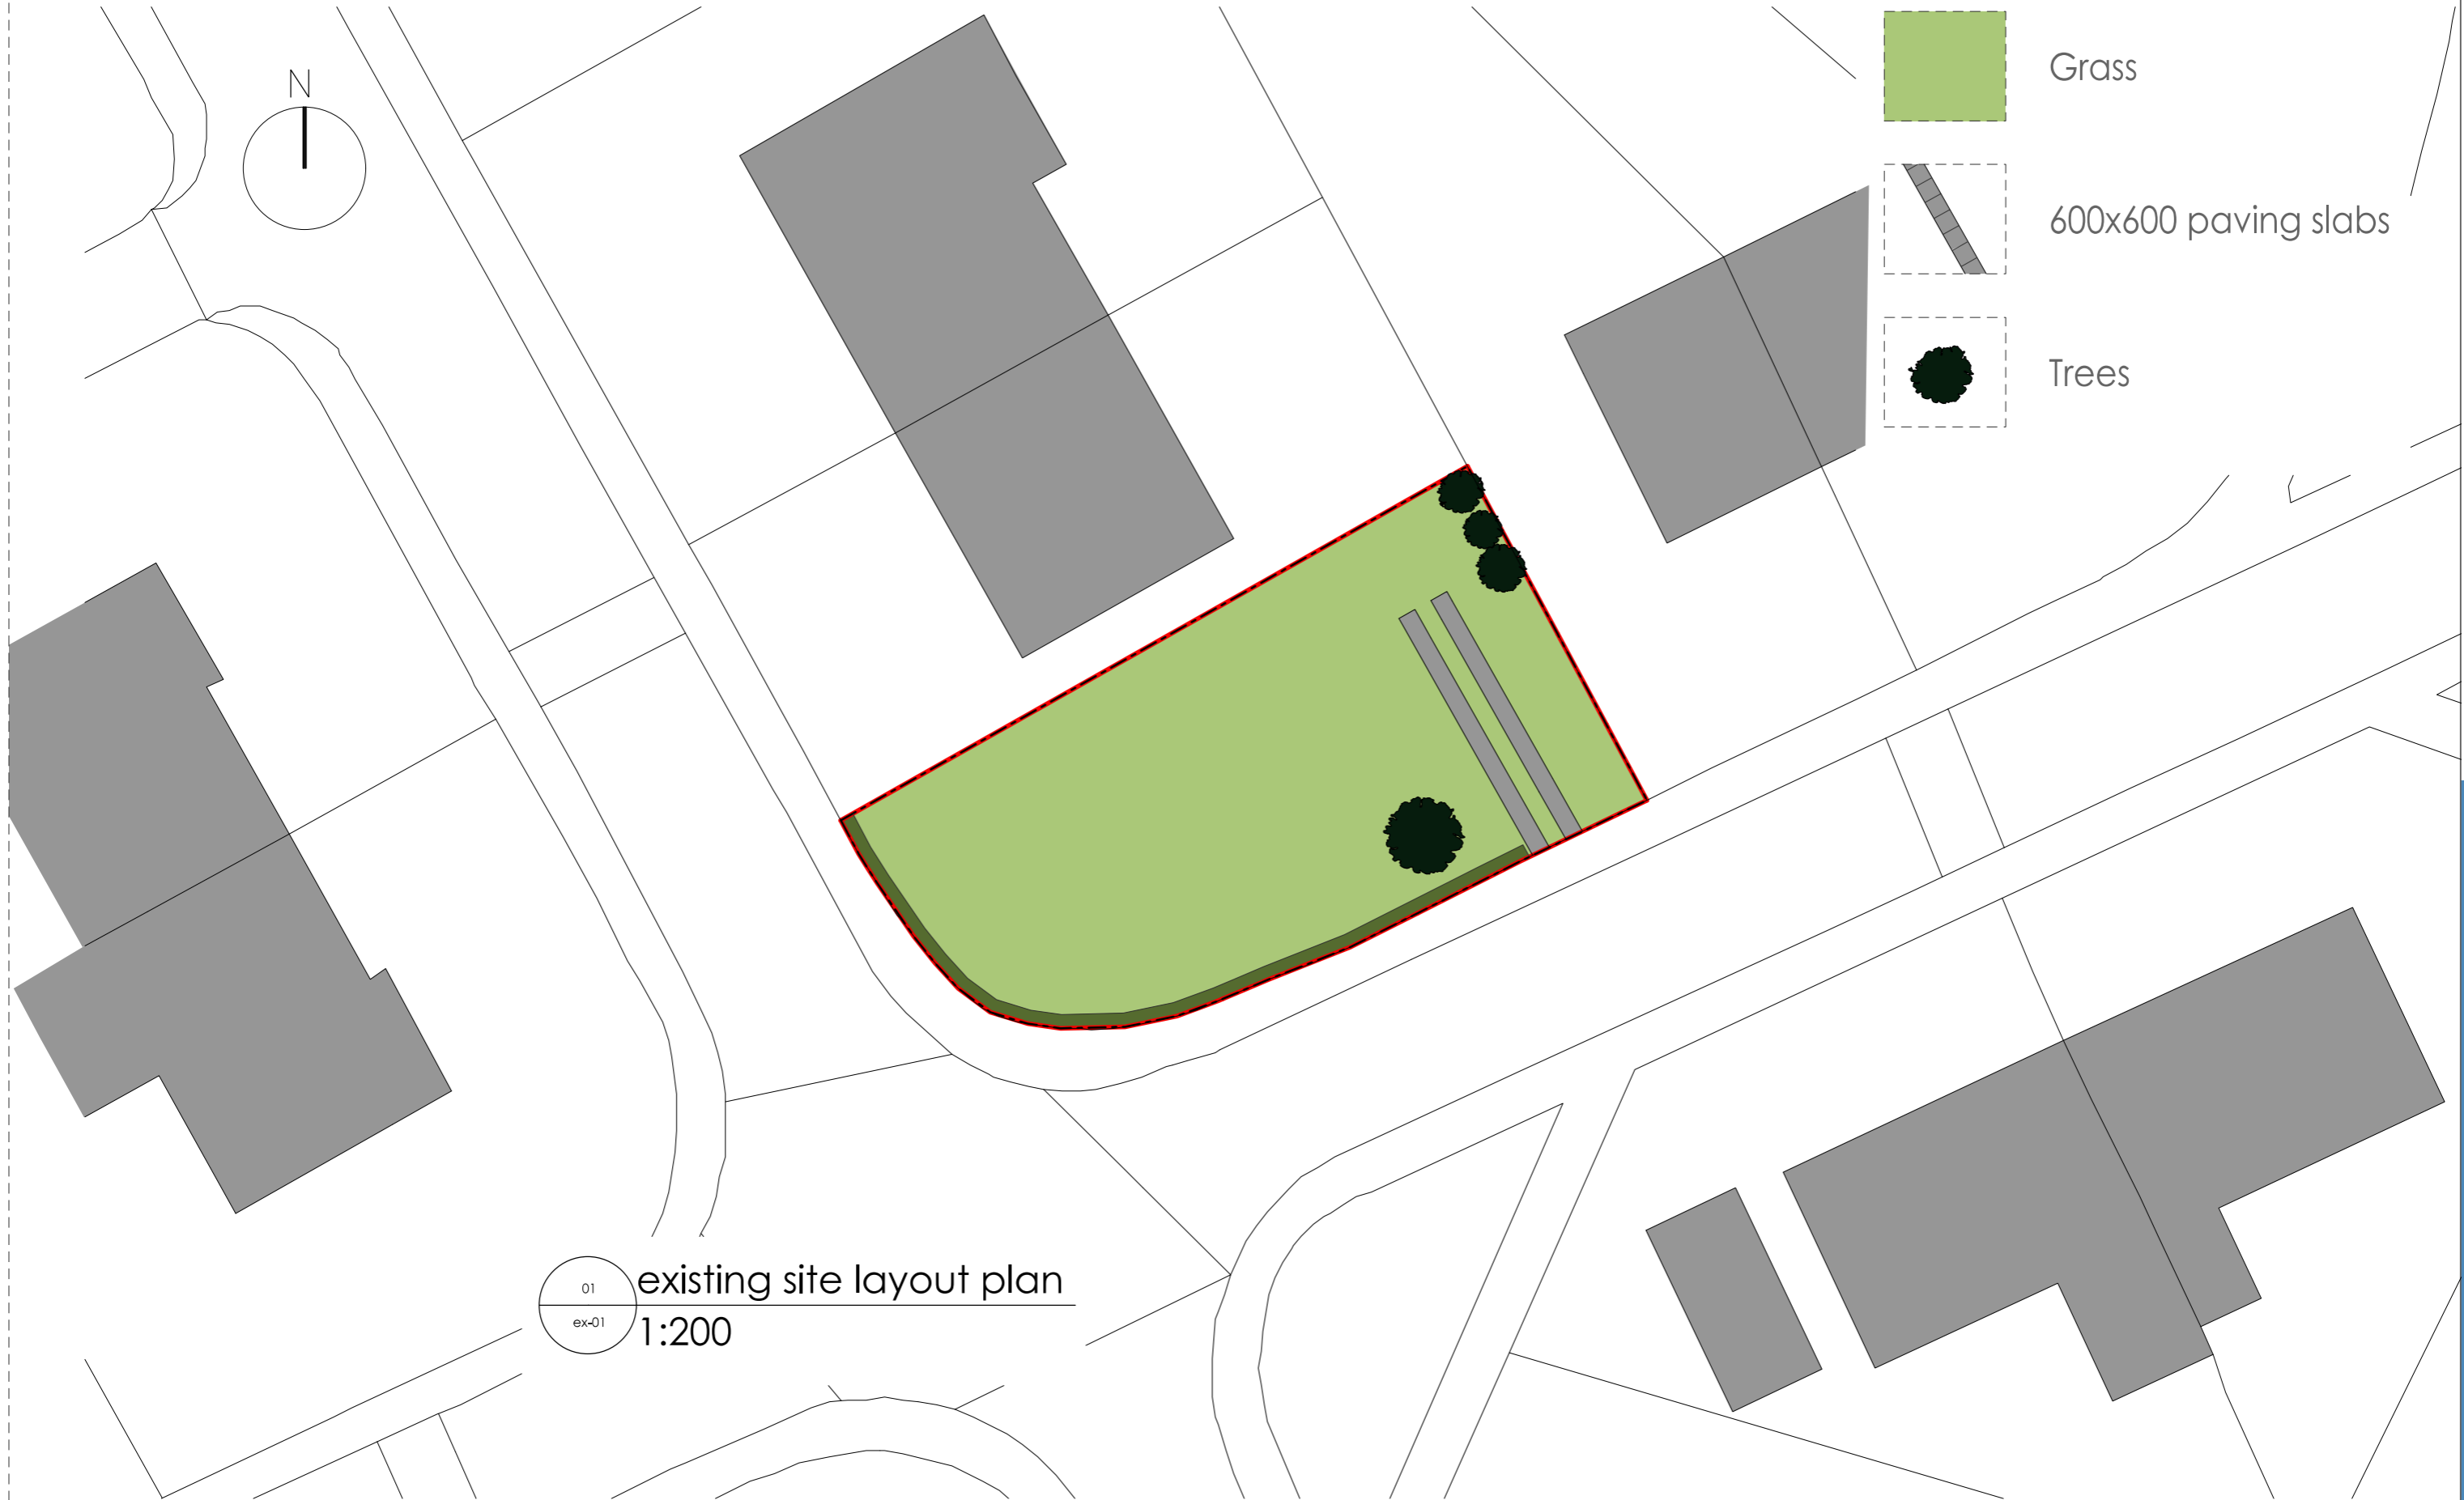 N
Grass
600x600 paving slabs
Trees
01
existing site layout plan
ex-01
1:200